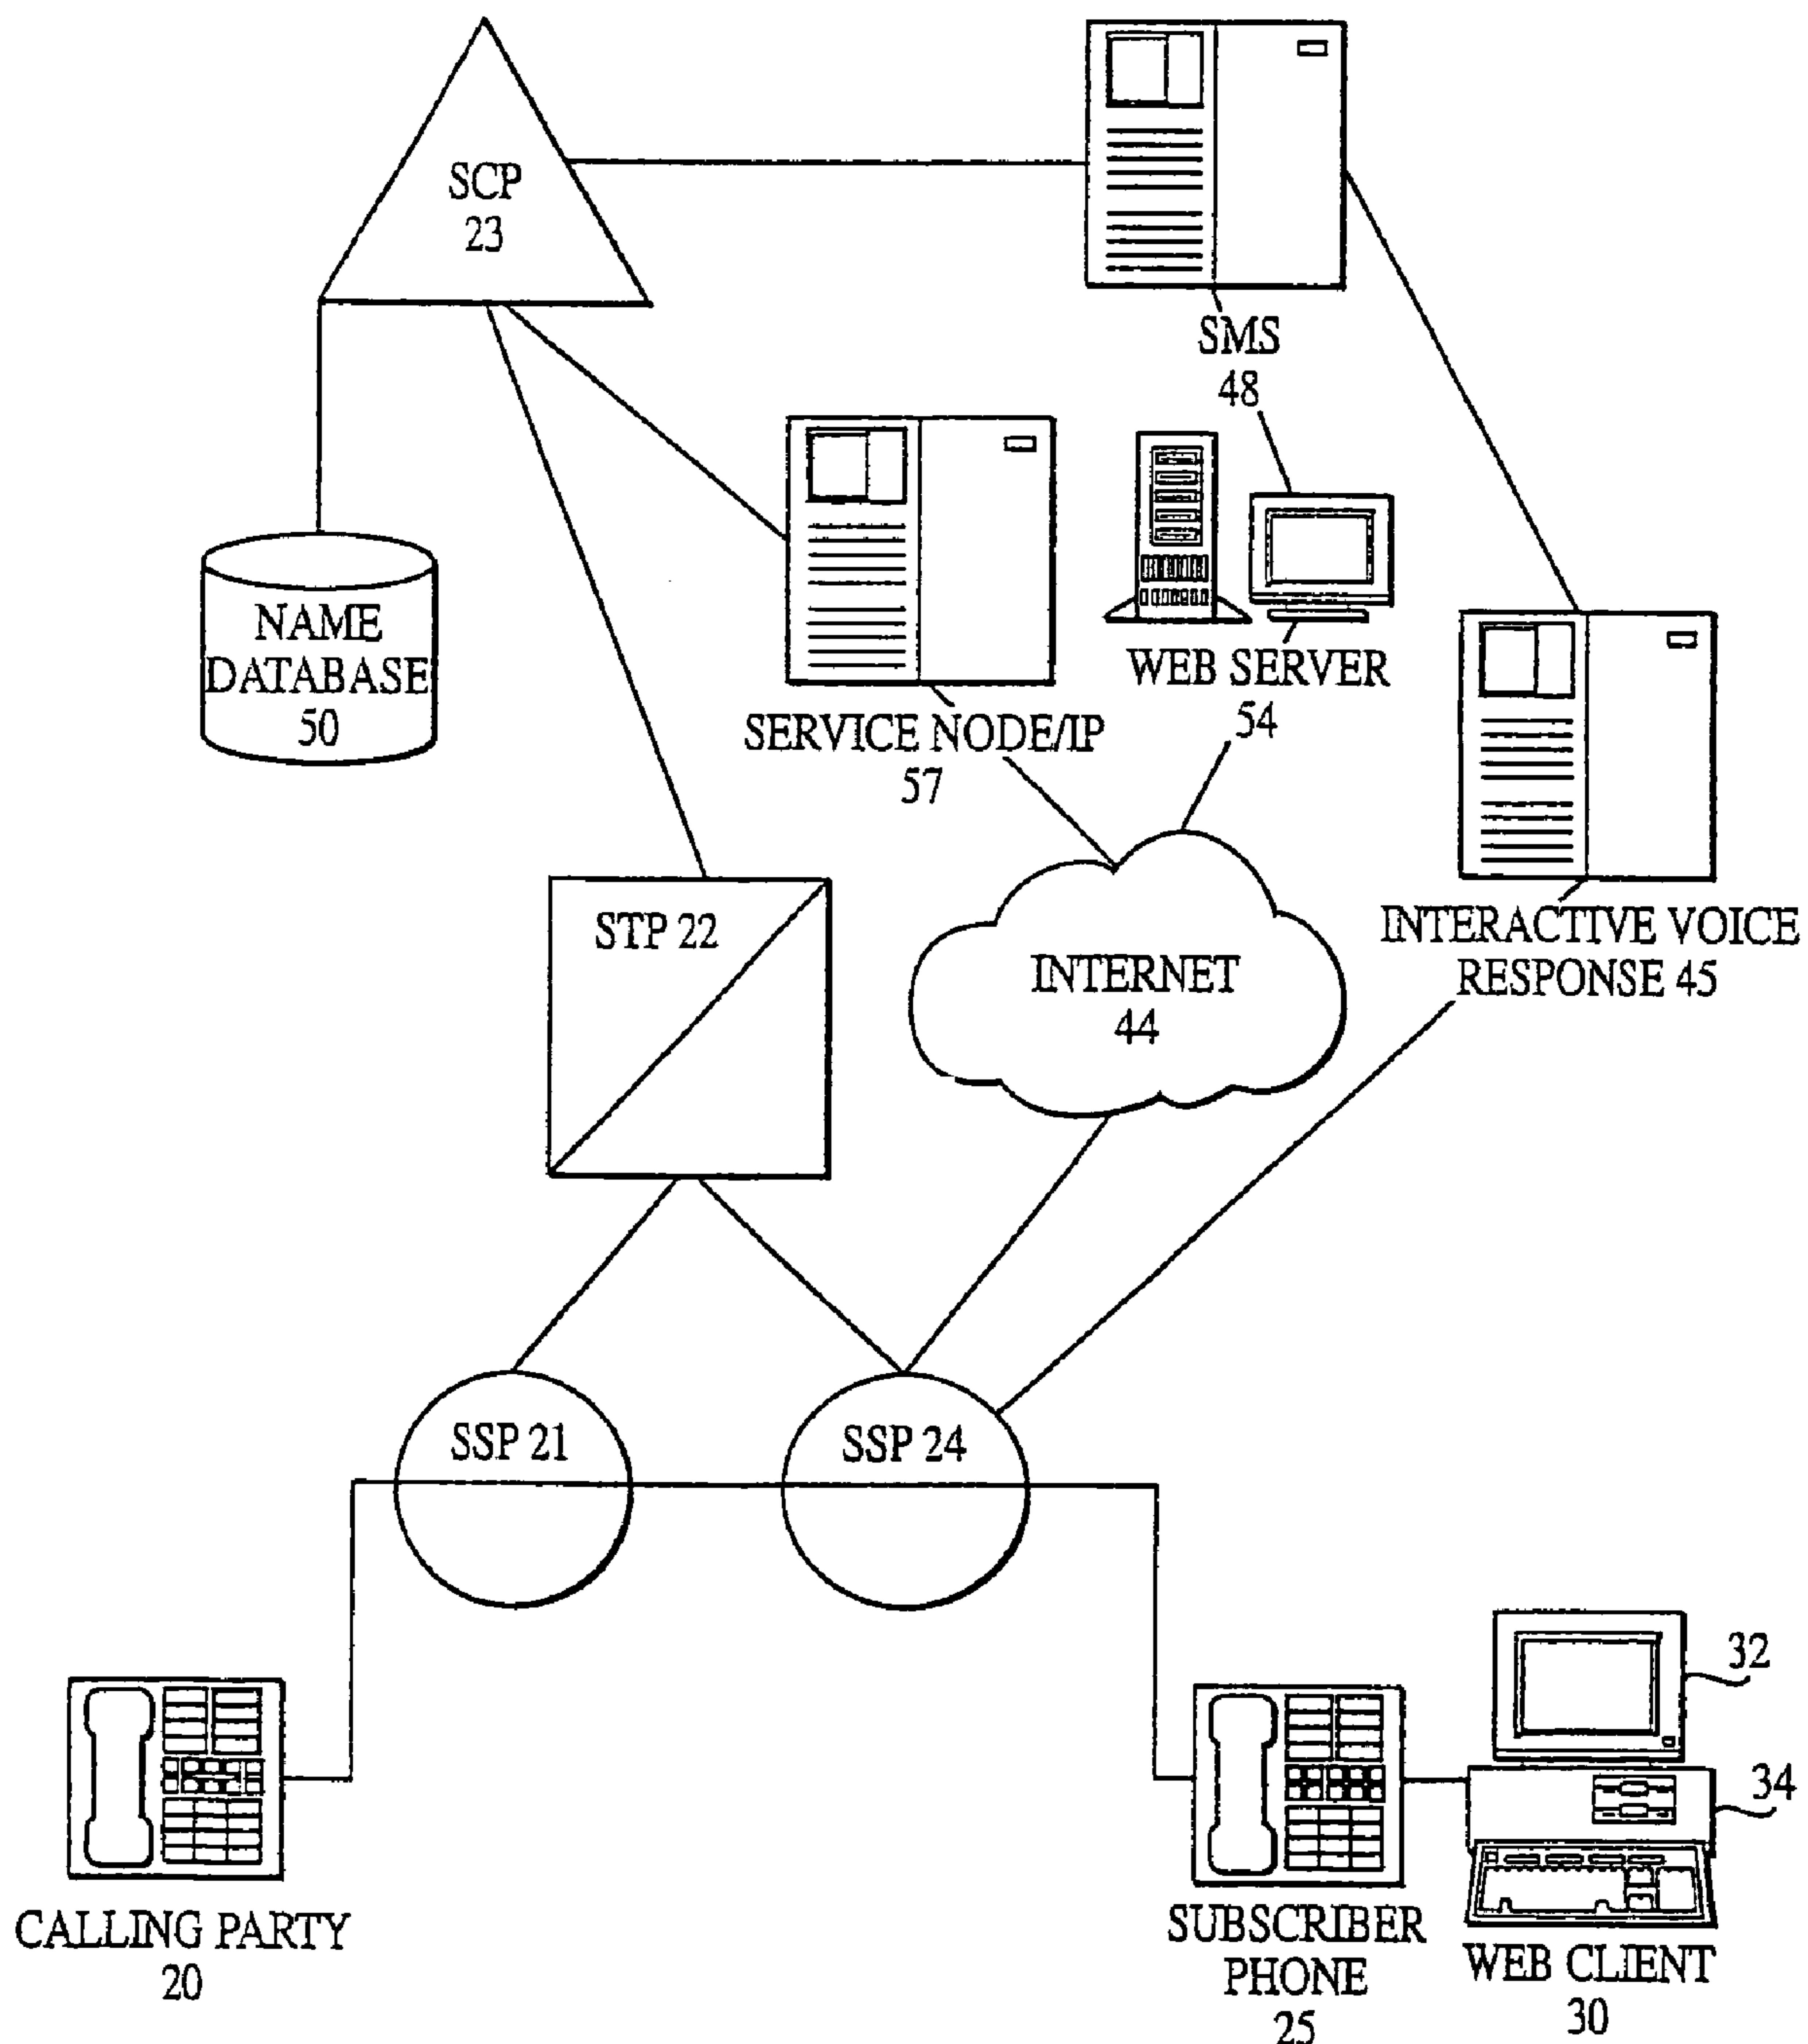 SCP
23
SMS
48
NAME
DATABASE
50
SERVICE NODE/IP
57
WEB SERVER
54
INTERACTIVE VOICE
RESPONSE 45
STP 22
INTERNET
44
SSP 21
SSP 24
32
34
CALLING PARTY
20
SUBSCRIBER
PHONE
25
WEB CLIENT
30